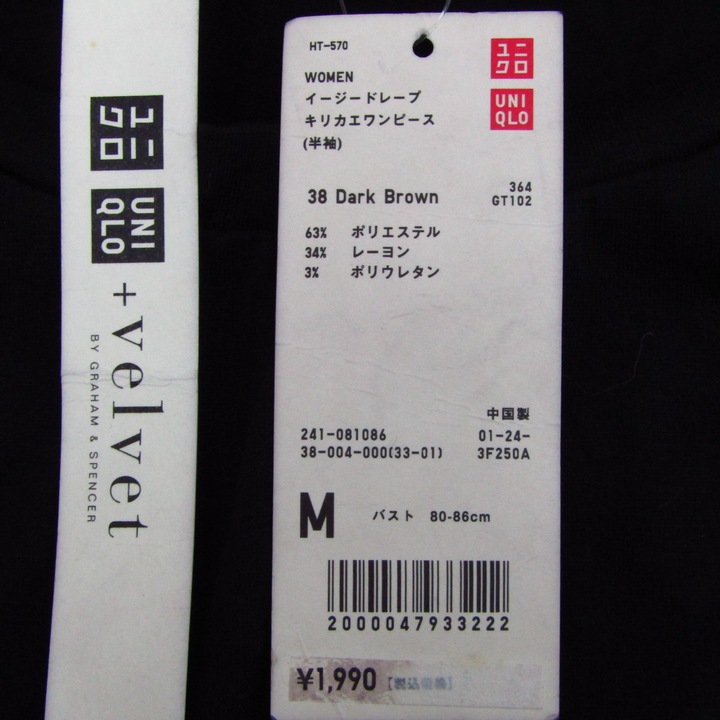 ユニ
クロ
UNI
QLO
+ velvet
BY GRAHAM & SPENCER
HT-570
ユニ
クロ
UNI
QLO
WOMEN
イージードレープ
キリカエワンピース
(半袖)
38 Dark Brown
364
GT102
63% ポリエステル
34% レーヨン
3% ポリウレタン
中国製
241-081086 01-24-
38-004-000(33-01) 3F250A
M バスト 80-86cm
2000047933222
¥1,990 [税込価格]